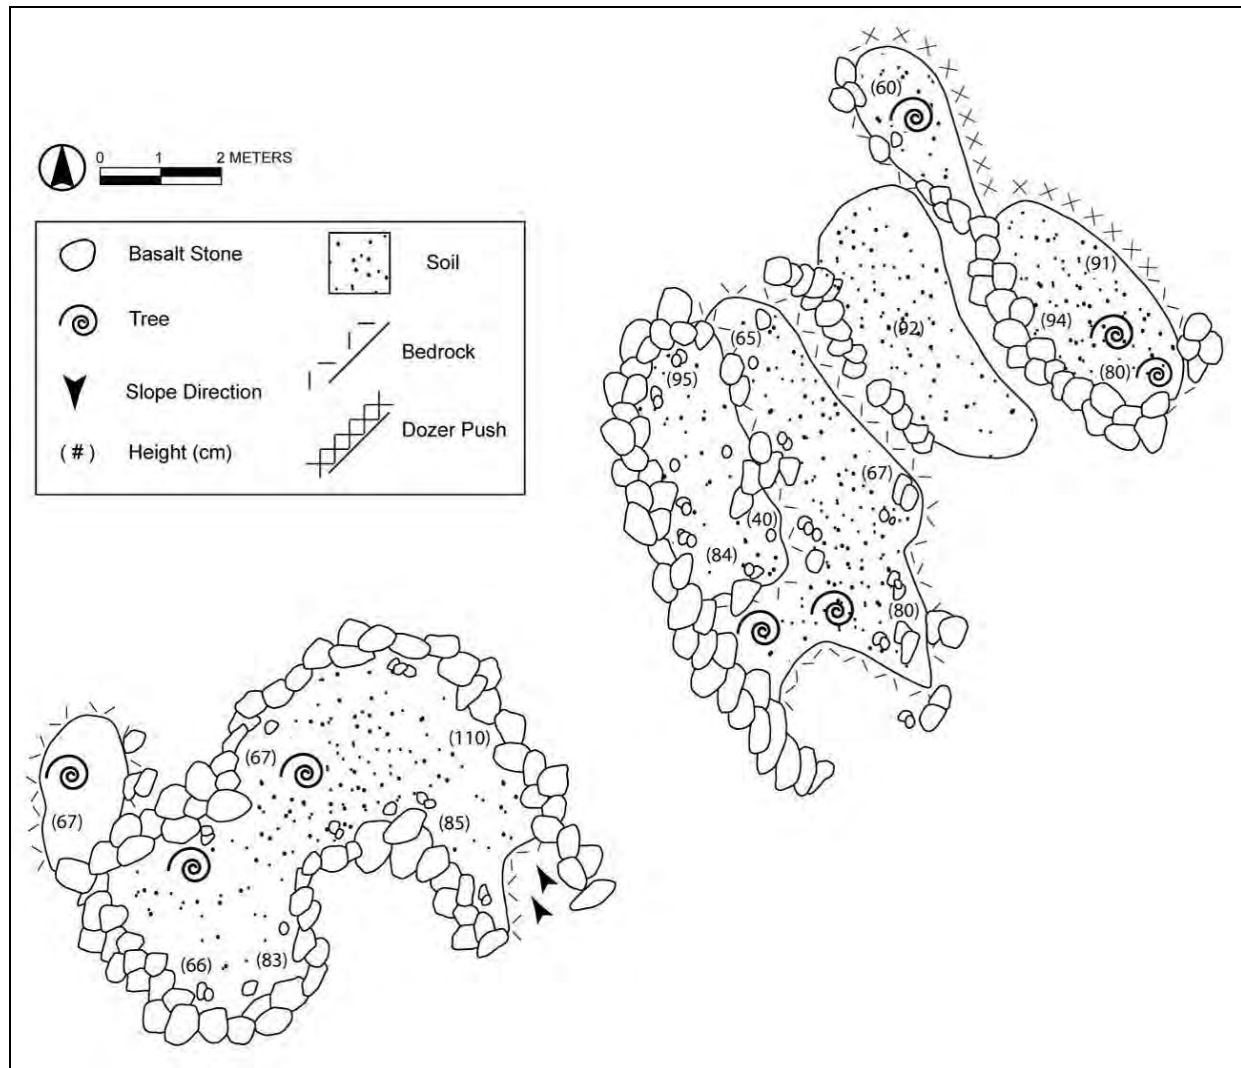 0 1 2 METERS
Basalt Stone
Soil
Tree
Bedrock
Slope Direction
Dozer Push
(#) Height (cm)
(60)
(91)
(94)
(92)
(80)
(65)
(95)
(67)
(40)
(84)
(80)
(110)
(67)
(67)
(85)
(66)
(83)